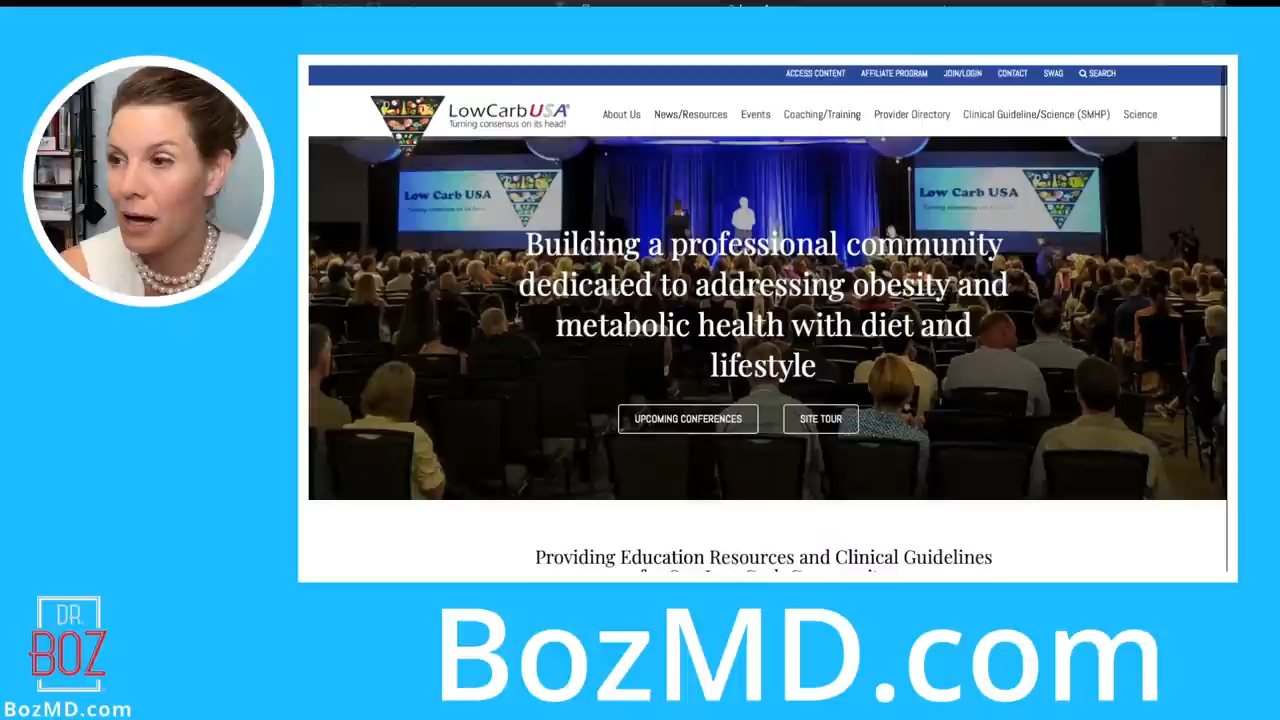 ACCESS CONTENT AFFILIATE PROGRAM JOIN/LOGIN CONTACT SWAG SEARCH
LowCarbUSA®
Turning consensus on its head!
About Us News/Resources Events Coaching/Training Provider Directory Clinical Guideline/Science (SMHP) Science
Low Carb USA
Low Carb USA
Building a professional community
dedicated to addressing obesity and
metabolic health with diet and
lifestyle
UPCOMING CONFERENCES SITE TOUR
Providing Education Resources and Clinical Guidelines
DR.
BOZ
BozMD.com
BozMD.com